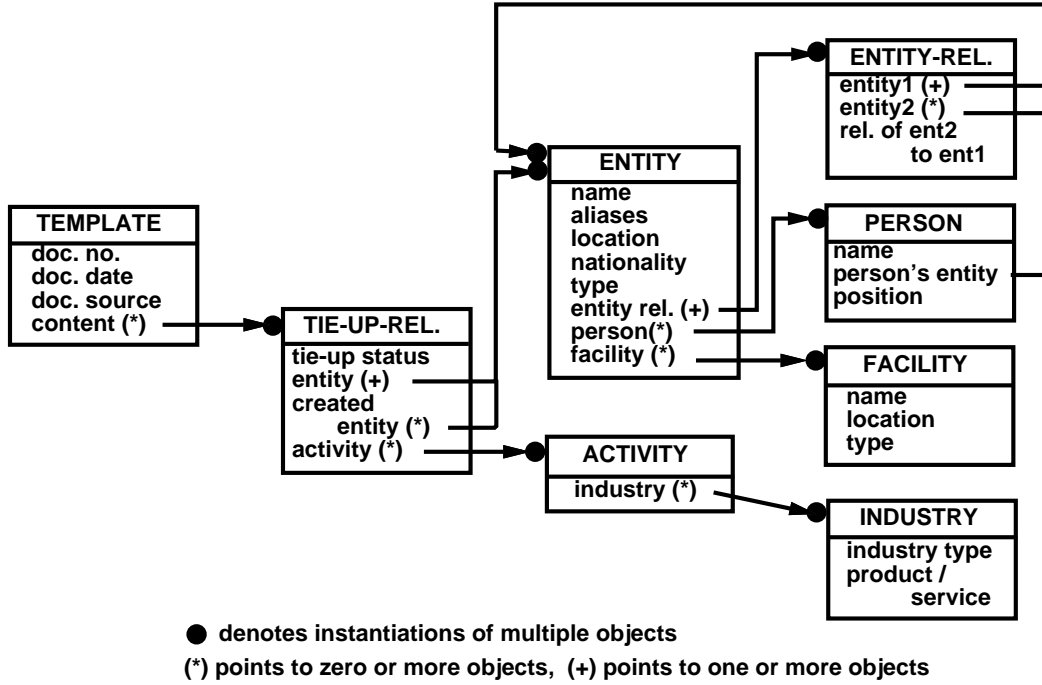 TEMPLATE
doc. no.
doc. date
doc. source
content (*)
TIE-UP-REL.
tie-up status
entity (+)
created
entity (*)
activity (*)
ENTITY
name
aliases
location
nationality
type
entity rel. (+)
person(*)
facility (*)
ACTIVITY
industry (*)
ENTITY-REL.
entity1 (+)
entity2 (*)
rel. of ent2
to ent1
PERSON
name
person's entity
position
FACILITY
name
location
type
INDUSTRY
industry type
product /
service
denotes instantiations of multiple objects
(*) points to zero or more objects, (+) points to one or more objects